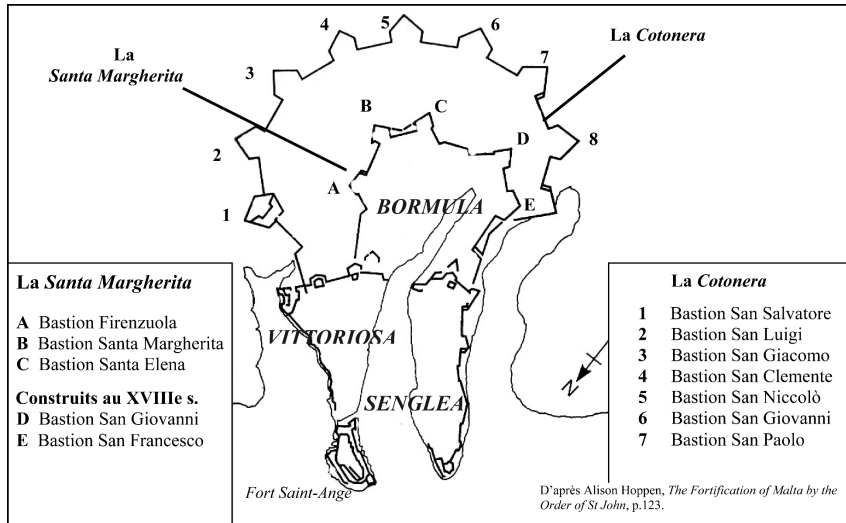 La
Santa Margherita
La Cotonera
1
2
3
4
5
6
7
8
A
B
C
D
E
BORMULA
VITTORIOSA
SENGLEA
Fort Saint-Ange
N
La Santa Margherita
A Bastion Firenzuola
B Bastion Santa Margherita
C Bastion Santa Elena
Construits au XVIIIe s.
D Bastion San Giovanni
E Bastion San Francesco
La Cotonera
1 Bastion San Salvatore
2 Bastion San Luigi
3 Bastion San Giacomo
4 Bastion San Clemente
5 Bastion San Niccolò
6 Bastion San Giovanni
7 Bastion San Paolo
D'après Alison Hoppen, The Fortification of Malta by the
Order of St John, p.123.